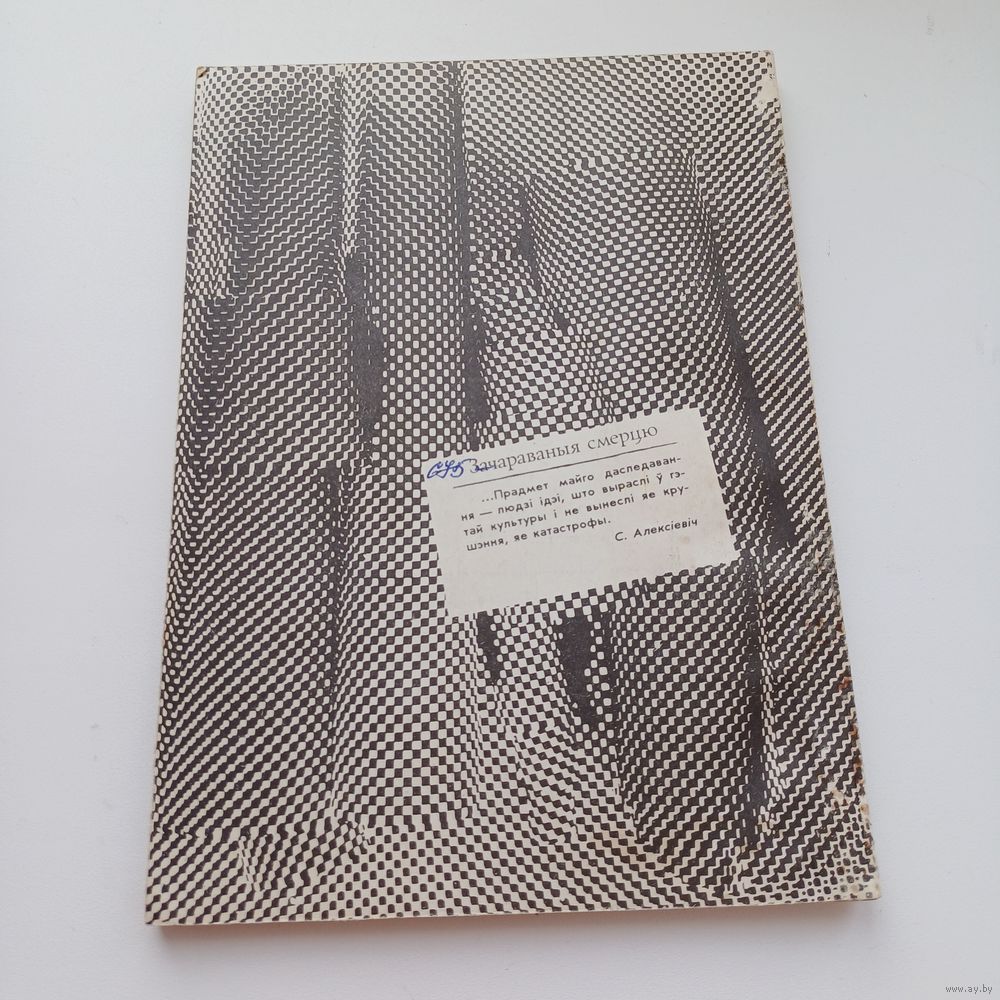 Зачараваныя смерцю
...Прадмет майго даследаван-
ня — людзі ідэі, што выраслі ў гэ-
тай культуры і не вынеслі яе кру-
шэння, яе катастрофы.
С. Алексіевіч
www.ay.by